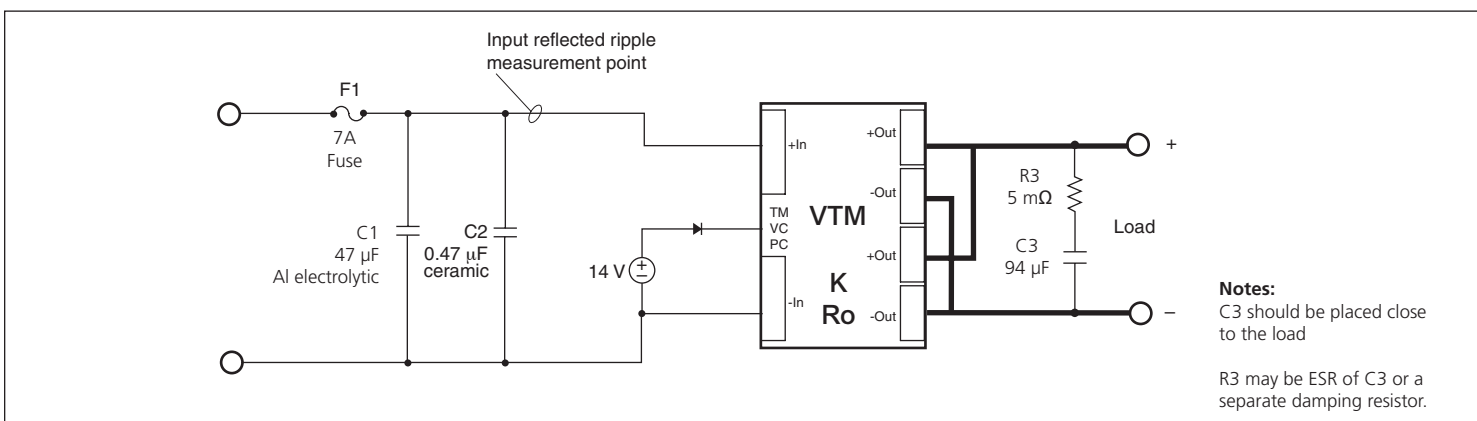 Input reflected ripple
measurement point
F1
7A
Fuse
C1
47 µF
Al electrolytic
C2
0.47 µF
ceramic
14 V
+
–
+In
TM
VC
PC
-In
VTM
K
Ro
+Out
-Out
+Out
-Out
R3
5 mΩ
C3
94 µF
+
Load
–
Notes:
C3 should be placed close
to the load
R3 may be ESR of C3 or a
separate damping resistor.